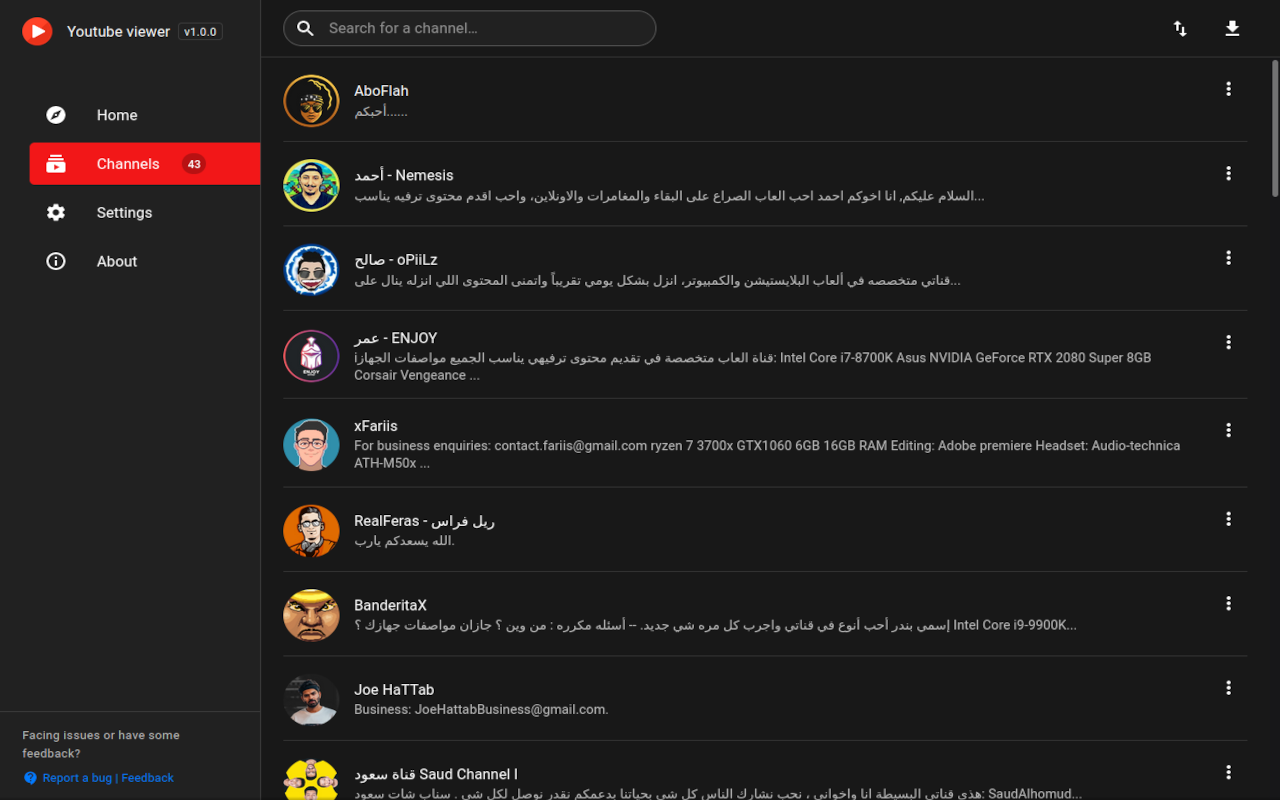 Youtube viewer v1.0.0
Home
Channels 43
Settings
About
Facing issues or have some
feedback?
Report a bug | Feedback
Search for a channel...
AboFlah
أحبكم......
أحمد - Nemesis
السلام عليكم, انا اخوكم احمد احب العاب الصراع على البقاء والمغامرات والاونلاين، واحب اقدم محتوى ترفيه يناسب...
صالح - oPiiLz
قناتي متخصصه في ألعاب البلايستيشن والكمبيوتر، انزل بشكل يومي تقريباً واتمنى المحتوى اللي انزله ينال على...
عمر - ENJOY
قناة العاب متخصصة في تقديم محتوى ترفيهي يناسب الجميع مواصفات الجهاز: Intel Core i7-8700K Asus NVIDIA GeForce RTX 2080 Super 8GB
Corsair Vengeance ...
xFariis
For business enquiries: contact.fariis@gmail.com ryzen 7 3700x GTX1060 6GB 16GB RAM Editing: Adobe premiere Headset: Audio-technica
ATH-M50x ...
RealFeras - ريل فراس
الله يسعدكم يارب.
BanderitaX
إسمي بندر أحب أنوع في قناتي واجرب كل مره شي جديد. -- أسئله مكرره : من وين ؟ جازان مواصفات جهازك ؟ Intel Core i9-9900K...
Joe HaTTab
Business: JoeHattabBusiness@gmail.com.
قناة سعود Saud Channel I
هذي قناتي البسيطة انا واخواني ، نحب نشارك الناس كل شي بحياتنا بدعمكم نقدر نوصل لكل شي . سناب شات سعود: SaudAlhomud...